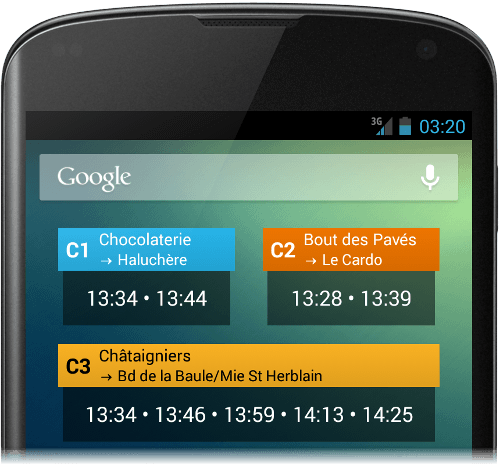 3G 03:20
Google
C1 Chocolaterie
→ Haluchère
13:34 • 13:44
C2 Bout des Pavés
→ Le Cardo
13:28 • 13:39
C3 Châtaigniers
→ Bd de la Baule/Mie St Herblain
13:34 • 13:46 • 13:59 • 14:13 • 14:25